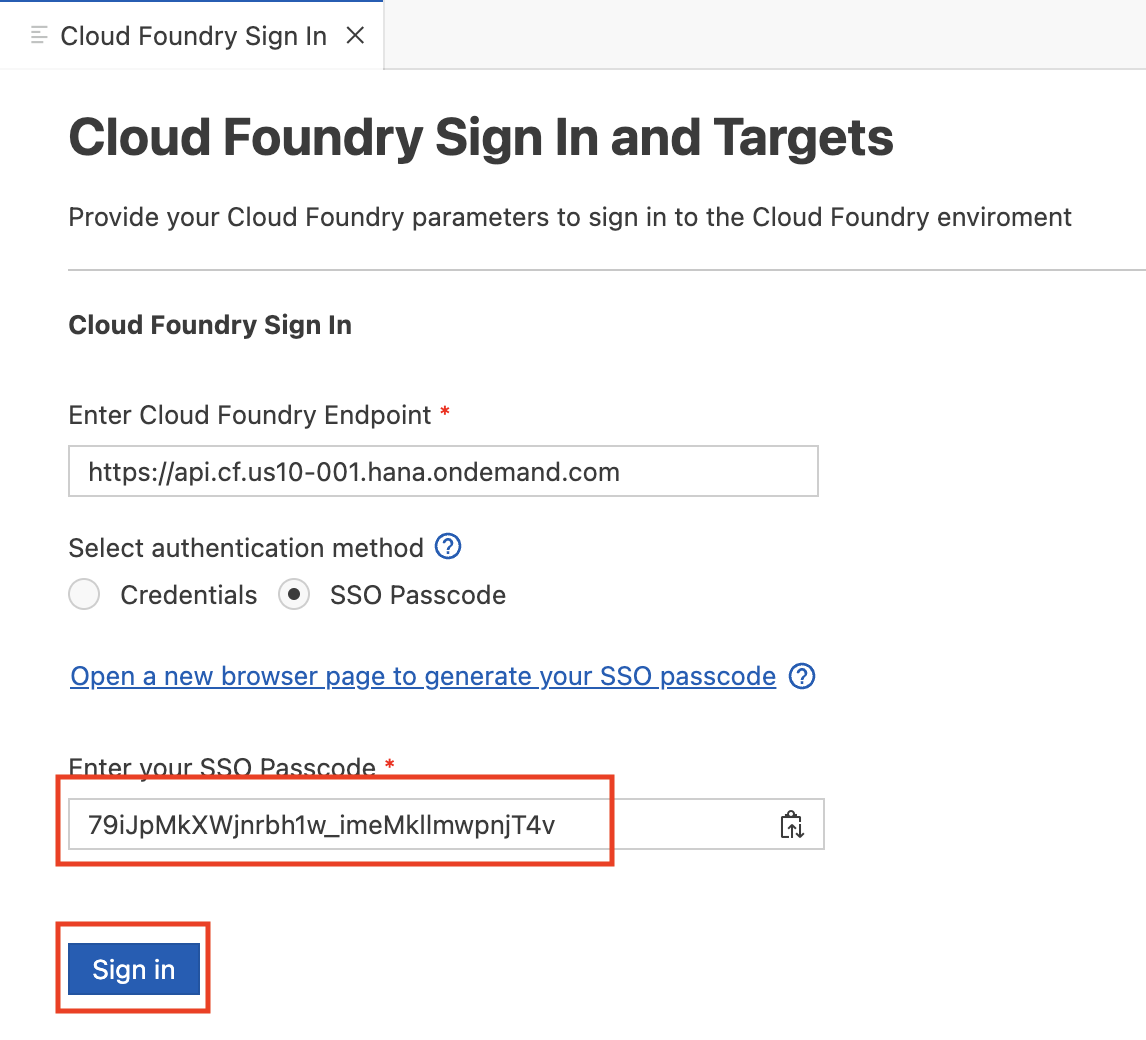 Cloud Foundry Sign In
Cloud Foundry Sign In and Targets
Provide your Cloud Foundry parameters to sign in to the Cloud Foundry enviroment
Cloud Foundry Sign In
Enter Cloud Foundry Endpoint *
https://api.cf.us10-001.hana.ondemand.com
Select authentication method
Credentials SSO Passcode
Open a new browser page to generate your SSO passcode
Enter your SSO Passcode *
79iJpMkXWjnrbh1w_imeMkllmwpnjT4v
Sign in